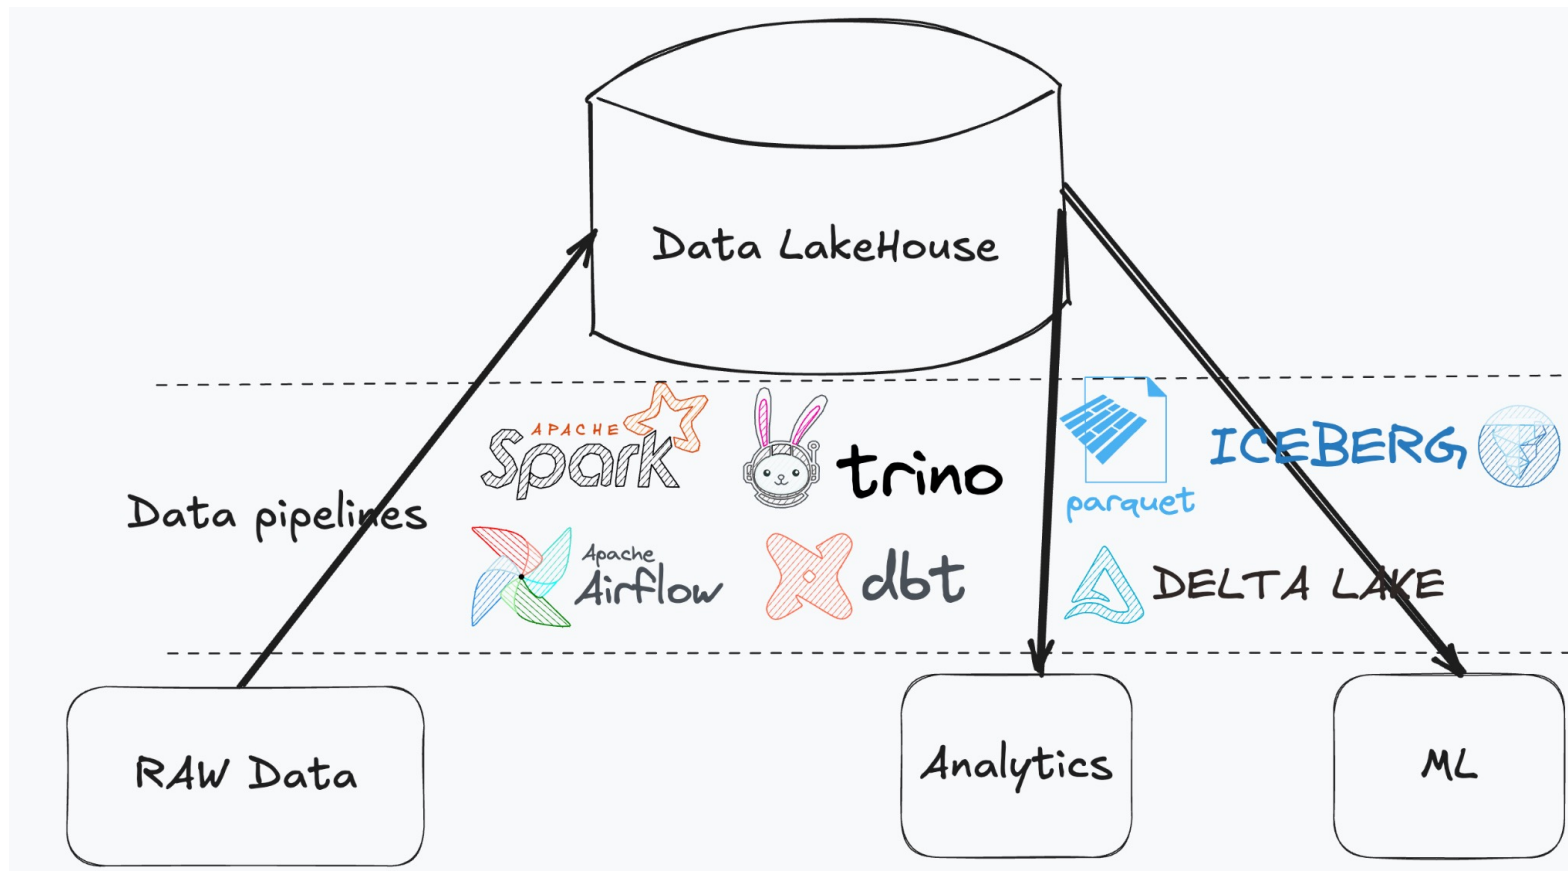 Data LakeHouse
APACHE
Spark
trino
parquet
ICEBERG
Data pipelines
Apache
Airflow
dbt
DELTA LAKE
RAW Data
Analytics
ML